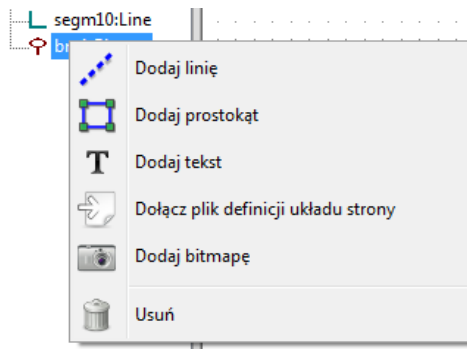 segm10:Line
Dodaj linię
Dodaj prostokąt
Dodaj tekst
Dołącz plik definicji układu strony
Dodaj bitmapę
Usuń